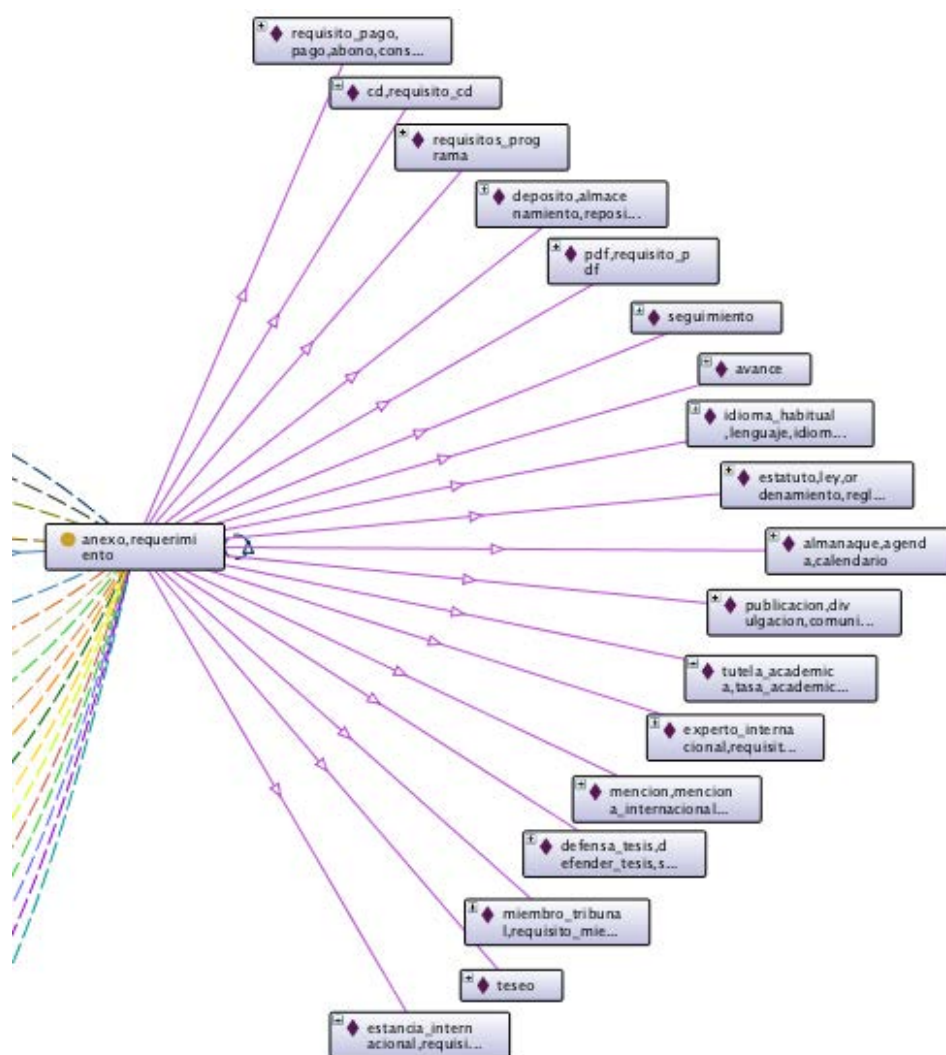 requisito_pago,
pago,abono,cons...
cd,requisito_cd
requisitos_prog
rama
deposito,almace
namiento,reposi...
pdf,requisito_p
df
seguimiento
avance
idioma_habitual
,lenguaje,idiom...
estatuto,ley,or
denamiento,regl...
anexo,requerimi
ento
almanaque,agend
a,calendario
publicacion,div
ulgacion,comuni...
tutela_academic
a,tasa_academic...
experto_interna
cional,requisit...
mencion,mencion
a_internacional...
defensa_tesis,d
efender_tesis,s...
miembro_tribuna
l,requisito_mie...
teseo
estancia_intern
acional,requisi...